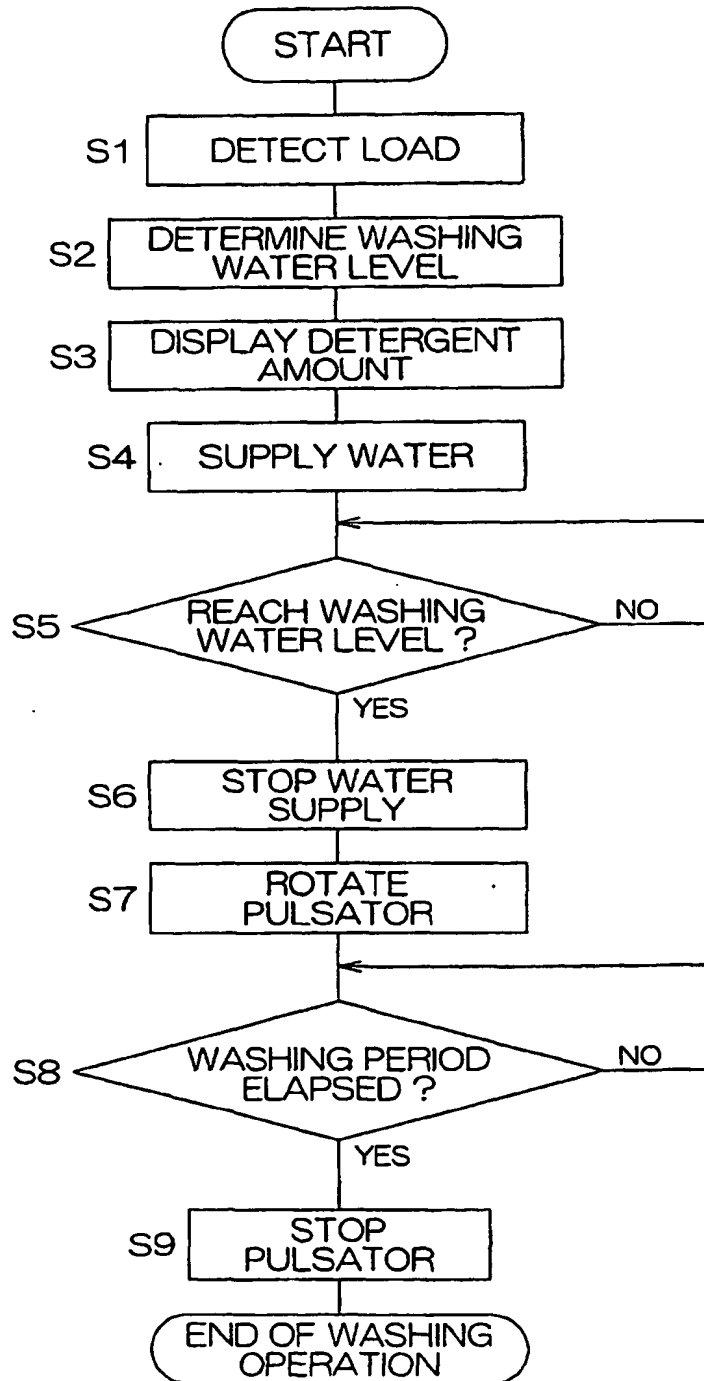 START
S1 DETECT LOAD
S2 DETERMINE WASHING
WATER LEVEL
S3 DISPLAY DETERGENT
AMOUNT
S4 SUPPLY WATER
S5 REACH WASHING
WATER LEVEL ?
NO
YES
S6 STOP WATER
SUPPLY
S7 ROTATE
PULSATOR
S8 WASHING PERIOD
ELAPSED ?
NO
YES
S9 STOP
PULSATOR
END OF WASHING
OPERATION